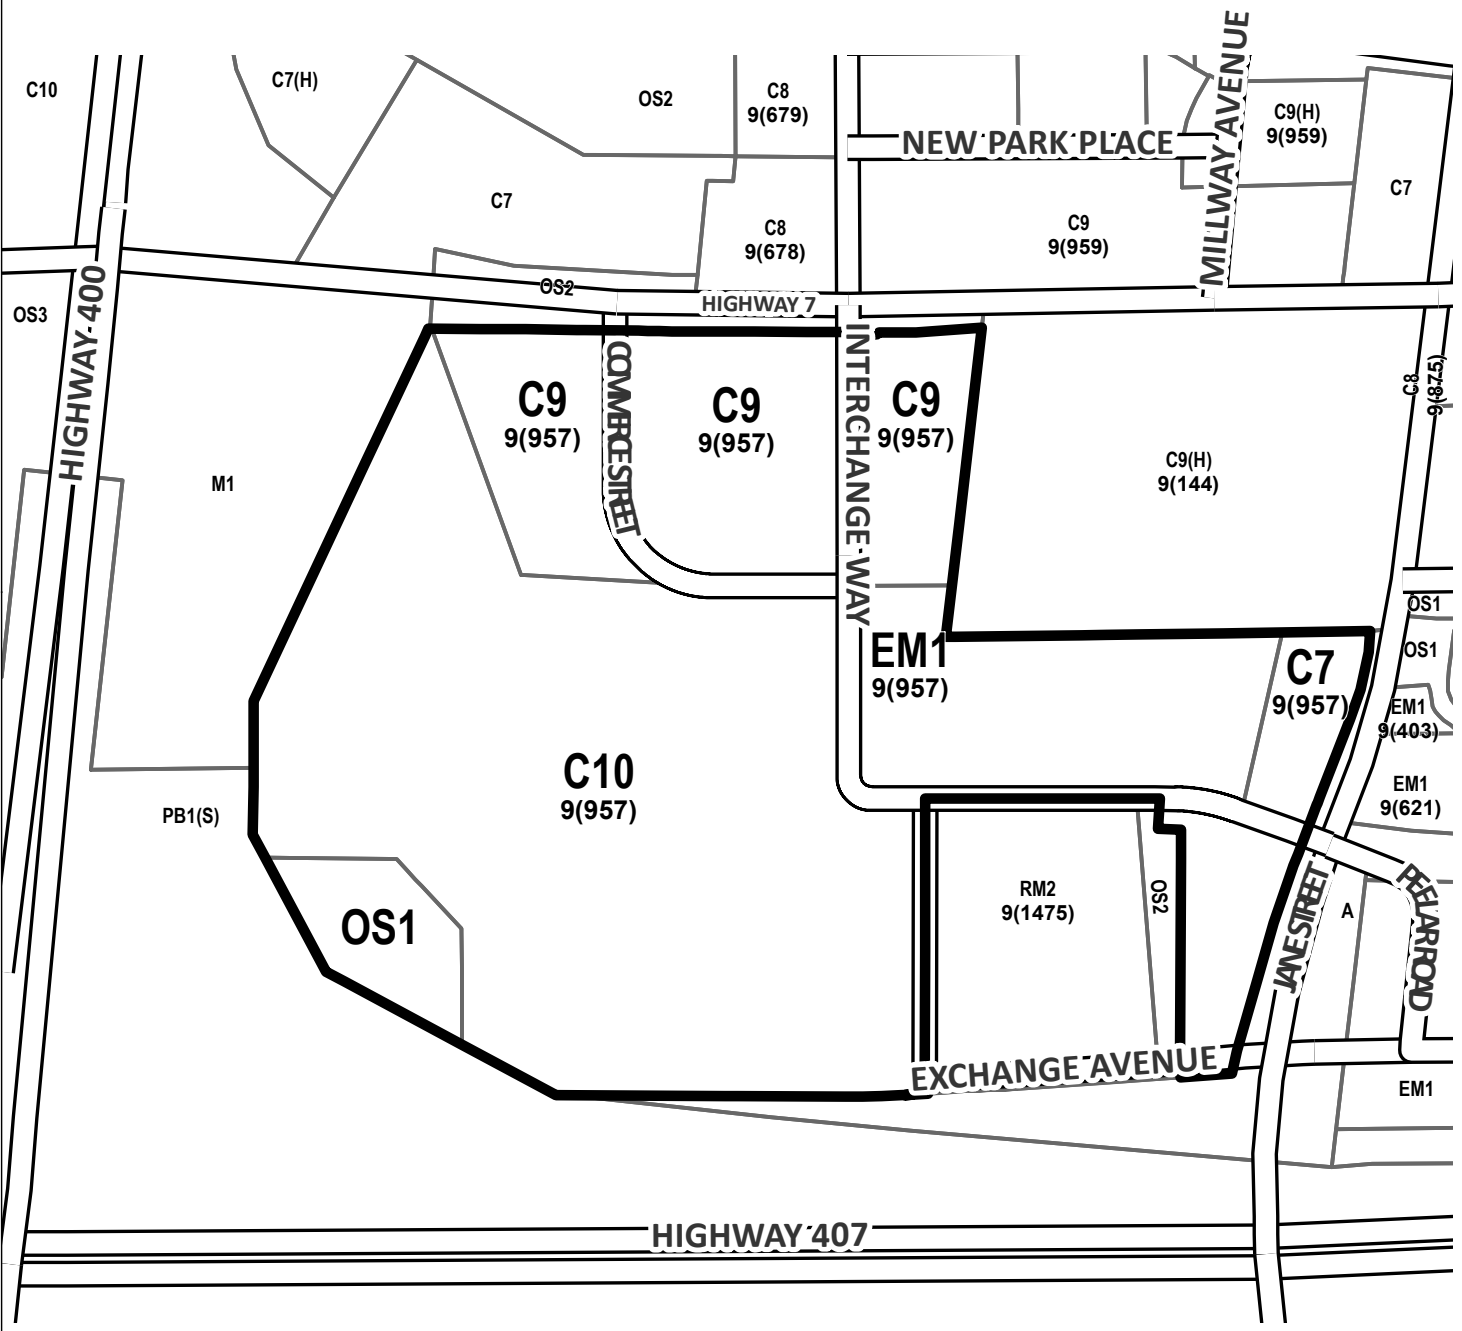 C10
C7(H)
OS2
C8
9(679)
MILLWAY AVENUE
NEW PARK PLACE
C9(H)
9(959)
C7
C7
C8
9(678)
C9
9(959)
HIGHWAY 400
OS2
HIGHWAY 7
OS3
COMMERCE STREET
INTERCHANGE WAY
C9
9(957)
C9
9(957)
C9
9(957)
C8
9(875)
M1
C9(H)
9(144)
OS1
OS1
EM1
9(957)
C7
9(957)
EM1
9(403)
C10
9(957)
EM1
9(621)
PB1(S)
OS1
RM2
9(1475)
OS2
JANE STREET
A
PEELAR ROAD
EXCHANGE AVENUE
EM1
HIGHWAY 407